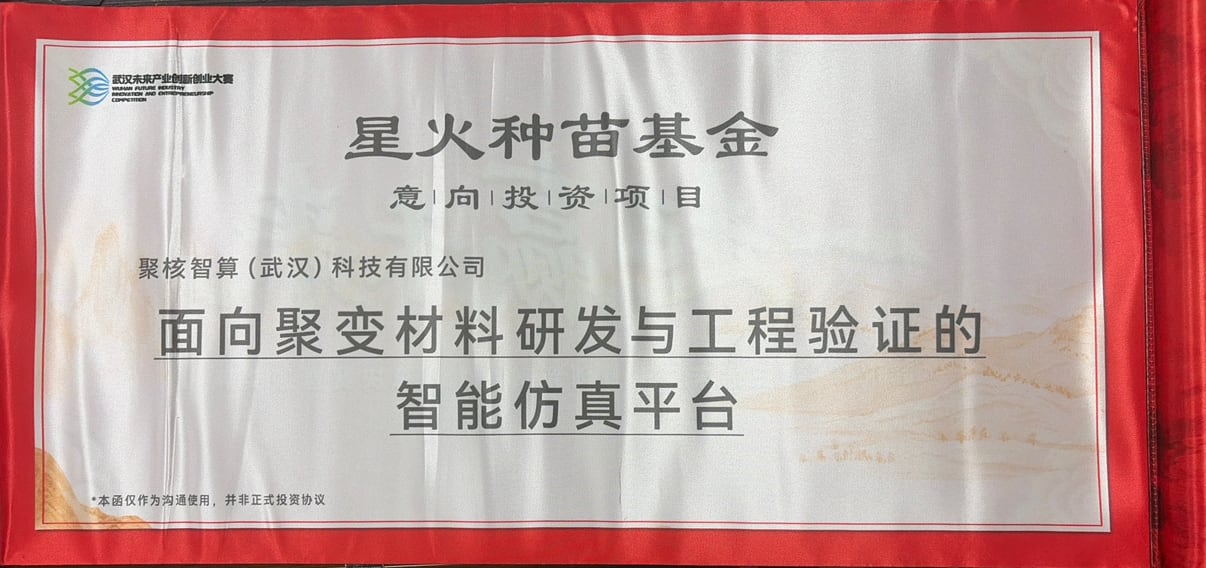 武汉未来产业创新创业大赛
WUHAN FUTURE INDUSTRY
INNOVATION AND ENTREPRENEURSHIP
COMPETITION
星火种苗基金
意|向|投|资|项|目
聚核智算(武汉)科技有限公司
面向聚变材料研发与工程验证的
智能仿真平台
*本函仅作为沟通使用，并非正式投资协议